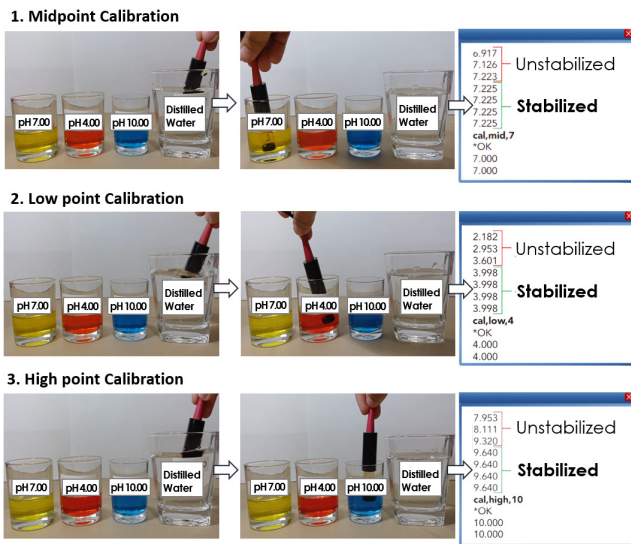 1. Midpoint Calibration
pH 7.00
pH 4.00
pH 10.00
Distilled
Water
pH 7.00
pH 4.00
pH 10.00
Distilled
Water
6.917
7.126
7.223
Unstabilized
7.225
7.225
7.225
7.225
Stabilized
cal,mid,7
*OK
7.000
7.000
2. Low point Calibration
pH 7.00
pH 4.00
pH 10.00
Distilled
Water
pH 7.00
pH 4.00
pH 10.00
Distilled
Water
2.182
2.953
3.601
Unstabilized
3.998
3.998
3.998
3.998
Stabilized
cal,low,4
*OK
4.000
4.000
3. High point Calibration
pH 7.00
pH 4.00
pH 10.00
Distilled
Water
pH 7.00
pH 4.00
pH 10.00
Distilled
Water
7.953
8.111
9.320
Unstabilized
9.640
9.640
9.640
9.640
Stabilized
cal,high,10
*OK
10.000
10.000